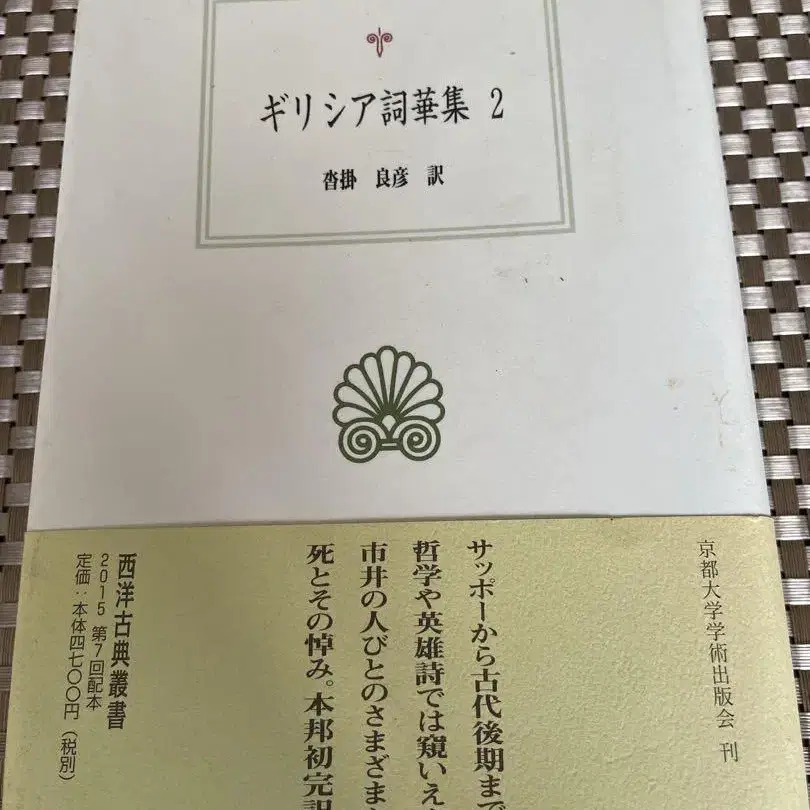 ギリシア詞華集 2
沓掛 良彦 訳
京都大学学術出版会 刊
サッポーから古代後期まで
哲学や英雄詩では窺いえ
市井の人びとのさまざま
死とその悼み。本邦初完訳
西洋古典叢書
2015 第7回配本
定価：本体四七〇〇円（税別）